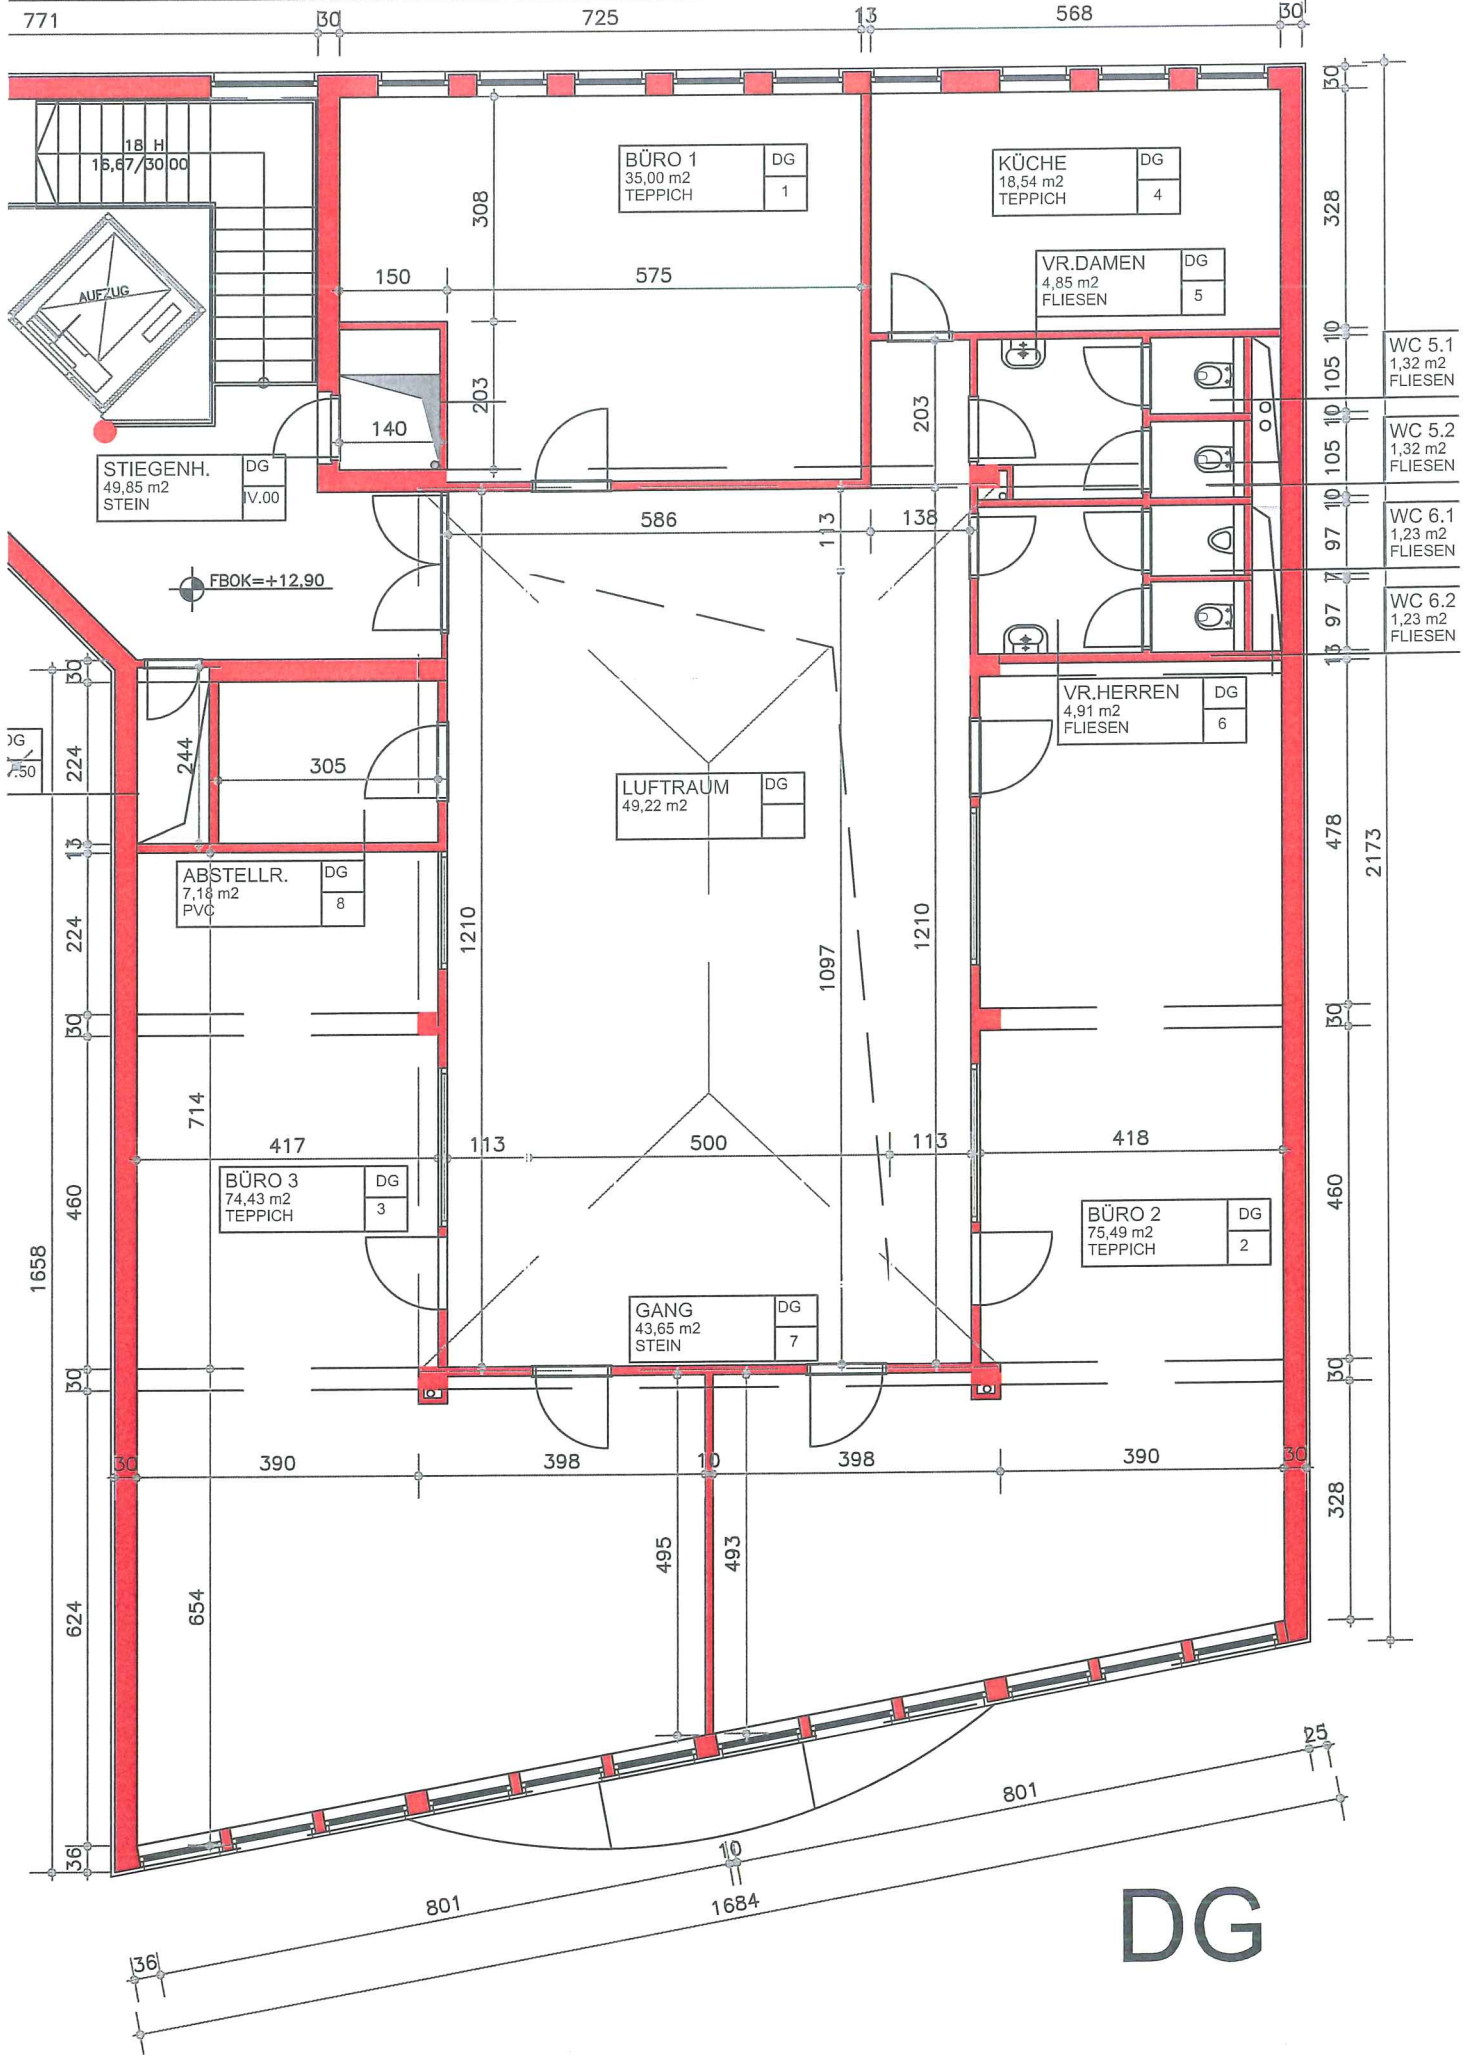 771
30
725
13
568
30
18 H
16,67/30.00
AUFZUG
BÜRO 1
35,00 m2
TEPPICH
DG
1
KÜCHE
18,54 m2
TEPPICH
DG
4
VR.DAMEN
4,85 m2
FLIESEN
DG
5
308
150
575
203
140
203
30
328
10
105
10
105
10
97
7
97
13
WC 5.1
1,32 m2
FLIESEN
WC 5.2
1,32 m2
FLIESEN
WC 6.1
1,23 m2
FLIESEN
WC 6.2
1,23 m2
FLIESEN
STIEGENH.
49,85 m2
STEIN
DG
IV.00
586
113
138
FBOK=+12,90
VR.HERREN
4,91 m2
FLIESEN
DG
6
30
224
244
305
LUFTRAUM
49,22 m2
DG
13
ABSTELLR.
7,18 m2
PVC
DG
8
224
1210
1097
1210
478
2173
30
30
714
417
113
500
113
418
BÜRO 3
74,43 m2
TEPPICH
DG
3
BÜRO 2
75,49 m2
TEPPICH
DG
2
460
460
1658
GANG
43,65 m2
STEIN
DG
7
30
30
30
390
398
10
398
390
30
328
495
493
654
624
36
25
801
10
801
1684
36
DG